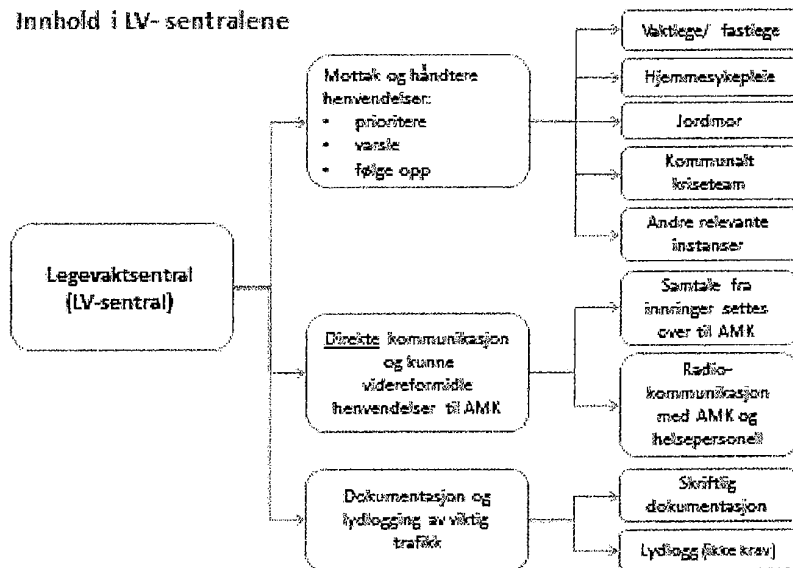 Innhold i LV- sentralene
Legevaktsentral
(LV-sentral)
Mottak og håndtere
henvendelser:
• prioritere
• varsle
• følge opp
Vaktlege/ fastlege
Hjemmesykepleie
Jordmor
Kommunalt
kriseteam
Andre relevante
instanser
Direkte kommunikasjon
og kunne
videreformidle
henvendelser til AMK
Samtale fra
innringer settes
over til AMK
Radio-
kommunikasjon
med AMK og
helsepersonell
Dokumentasjon og
lydlogging av viktig
trafikk
Skriftlig
dokumentasjon
Lydlogg (ikke krav)